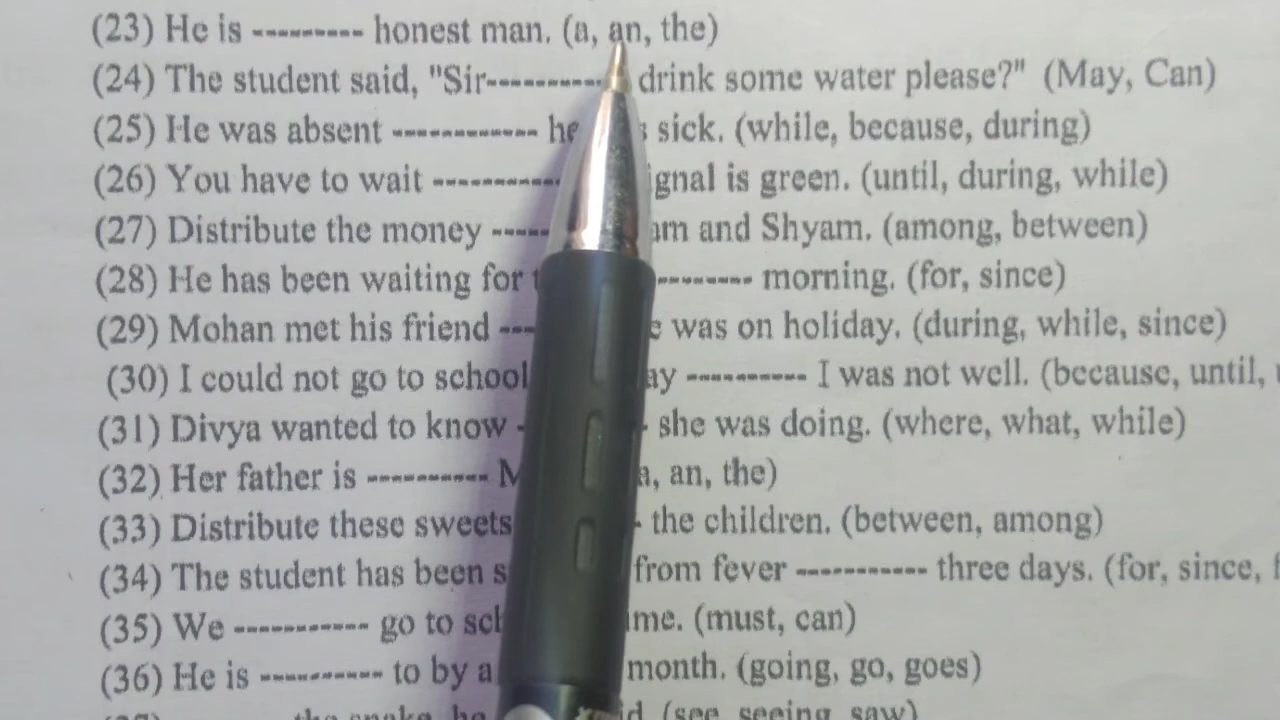 (23) He is --------- honest man. (a, an, the)
(24) The student said, "Sir---------- drink some water please?" (May, Can)
(25) He was absent ------------ he sick. (while, because, during)
(26) You have to wait ----------- is green. (until, during, while)
(27) Distribute the money ----- and Shyam. (among, between)
(28) He has been waiting for -------- morning. (for, since)
(29) Mohan met his friend --- was on holiday. (during, while, since)
(30) I could not go to school ---------- I was not well. (because, until,
(31) Divya wanted to know - - she was doing. (where, what, while)
(32) Her father is ---------- a, an, the)
(33) Distribute these sweets - the children. (between, among)
(34) The student has been from fever ----------- three days. (for, since,
(35) We ----------- go to (must, can)
(36) He is ---------- to by a month. (going, go, goes)
the snake, he (see, seeing, saw)